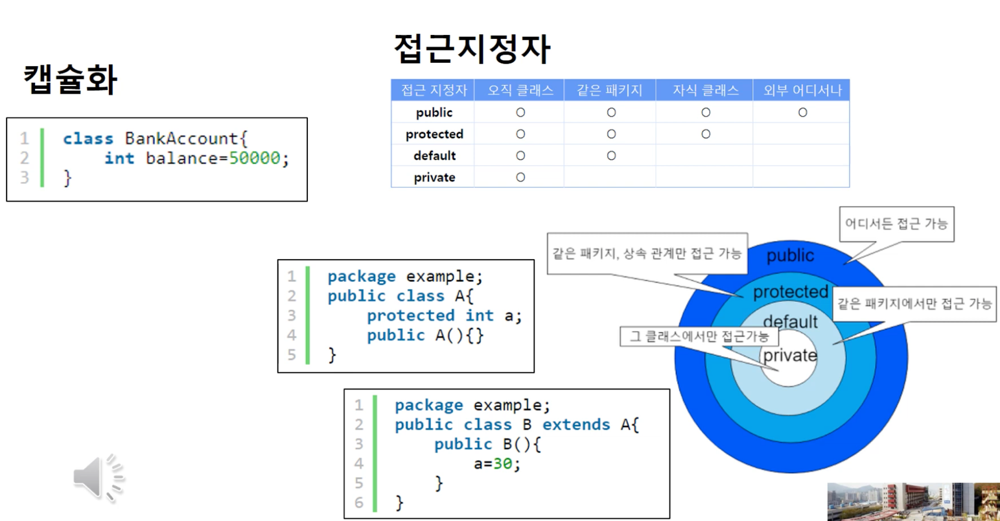 캡슐화
1 class BankAccount{
2 int balance=50000;
3 }
접근지정자
접근 지정자 오직 클래스 같은 패키지 자식 클래스 외부 어디서나
public ○ ○ ○ ○
protected ○ ○ ○
default ○ ○
private ○
1 package example;
2 public class A{
3 protected int a;
4 public A(){}
5 }
1 package example;
2 public class B extends A{
3 public B(){
4 a=30;
5 }
6 }
어디서든 접근 가능
같은 패키지, 상속 관계만 접근 가능
public
protected
같은 패키지에서만 접근 가능
default
그 클래스에서만 접근가능
private